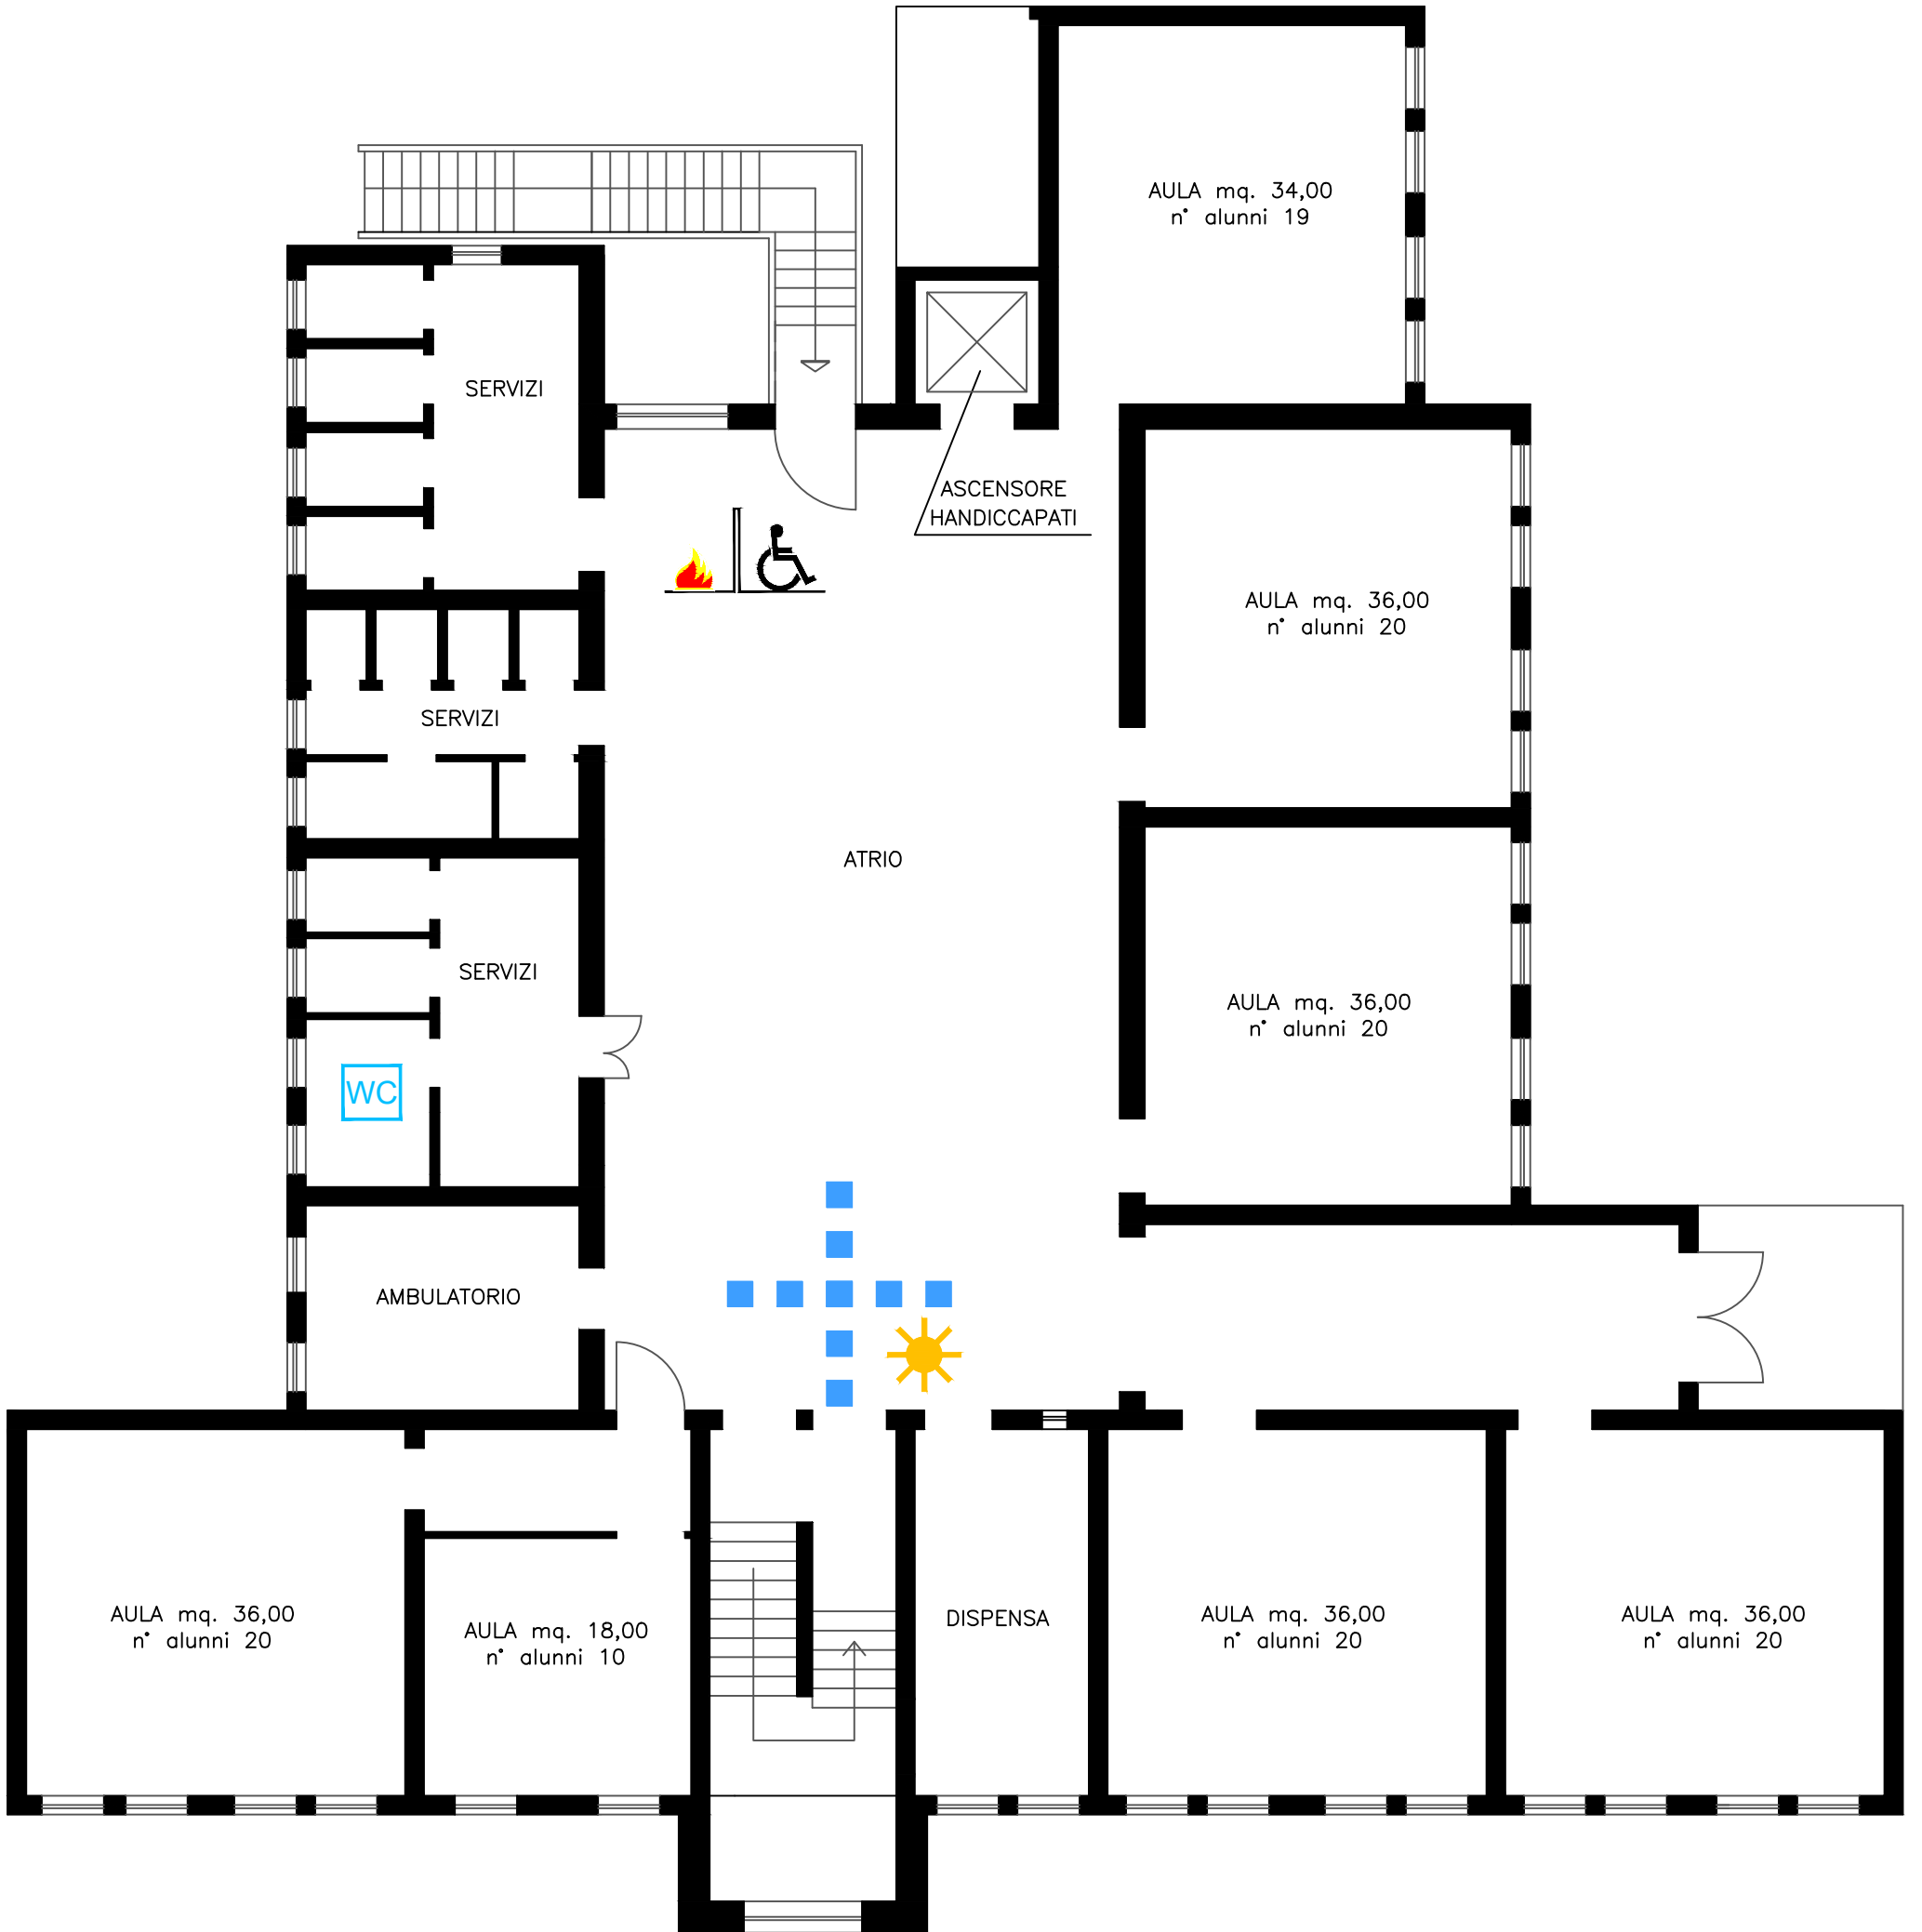 AULA mq. 34,00
n° alunni 19
SERVIZI
ASCENSORE
HANDICCAPATI
AULA mq. 36,00
n° alunni 20
SERVIZI
ATRIO
SERVIZI
AULA mq. 36,00
n° alunni 20
WC
AMBULATORIO
AULA mq. 36,00
n° alunni 20
AULA mq. 18,00
n° alunni 10
DISPENSA
AULA mq. 36,00
n° alunni 20
AULA mq. 36,00
n° alunni 20